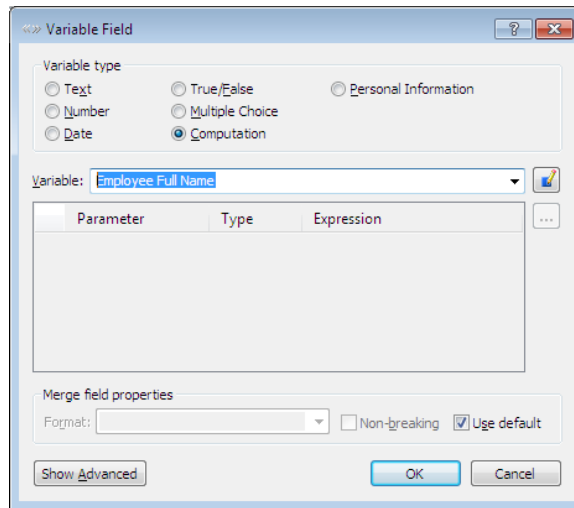 «» Variable Field
Variable type
Text True/False Personal Information
Number Multiple Choice
Date Computation
Variable: Employee Full Name
Parameter Type Expression
...
Merge field properties
Format: Non-breaking Use default
Show Advanced OK Cancel